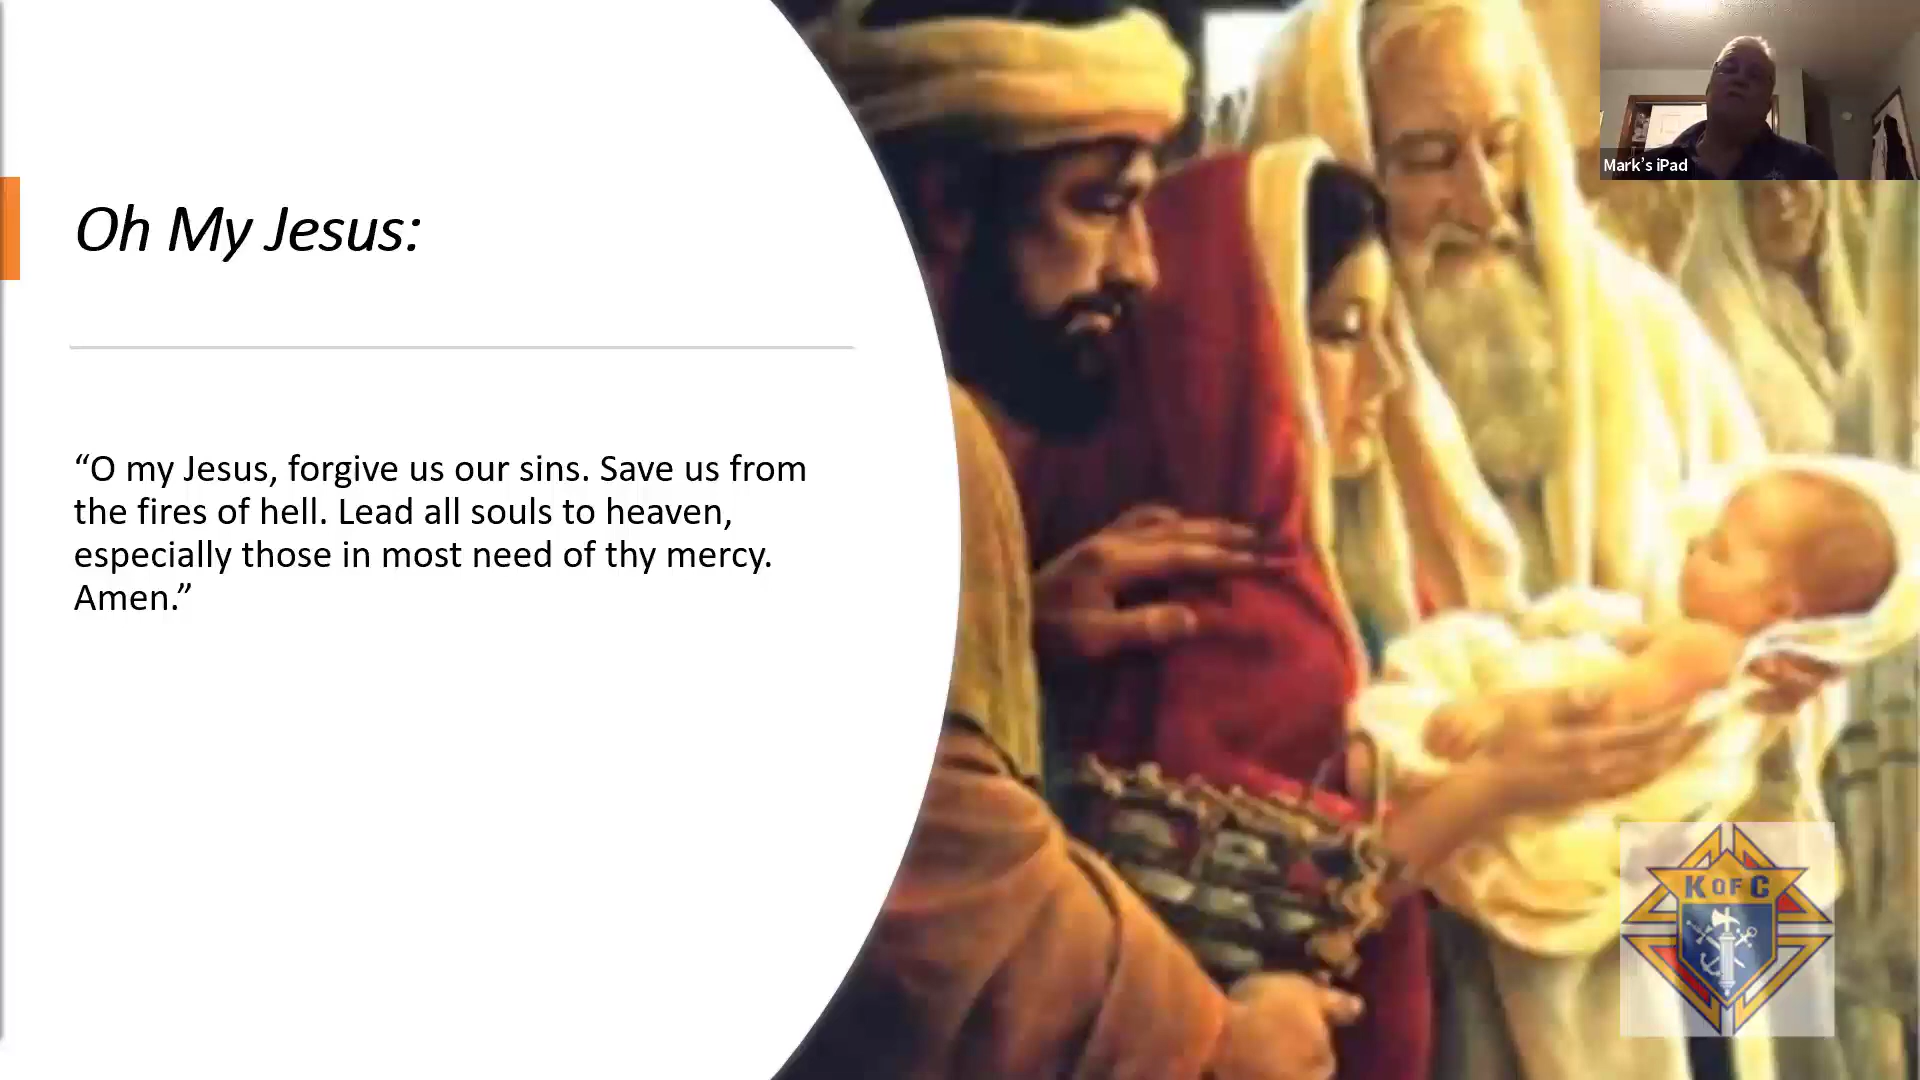 Oh My Jesus:
“O my Jesus, forgive us our sins. Save us from
the fires of hell. Lead all souls to heaven,
especially those in most need of thy mercy.
Amen.”
Mark’s iPad
K OF C